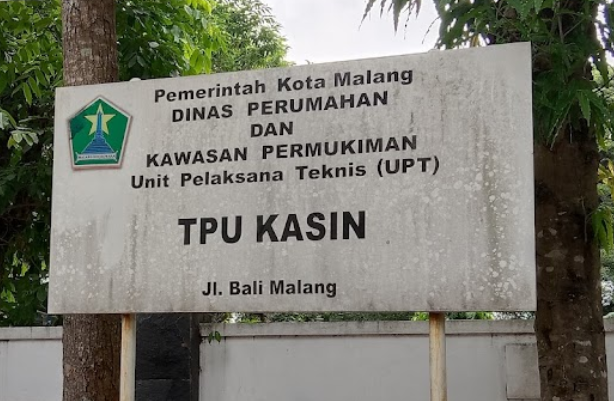 Pemerintah Kota Malang
DINAS PERUMAHAN
DAN
KAWASAN PERMUKIMAN
Unit Pelaksana Teknis (UPT)
TPU KASIN
Jl. Bali Malang